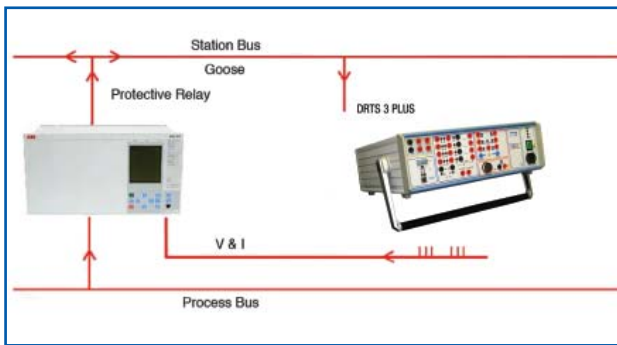 Station Bus
Goose
Protective Relay
DRTS 3 PLUS
V & I
Process Bus